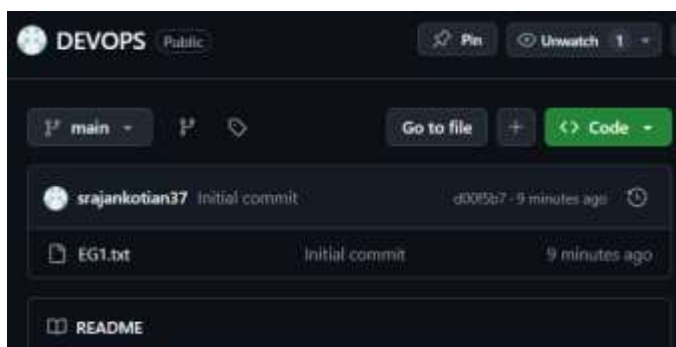 DEVOPS Public Pin Unwatch 1
main Go to file + <> Code
srajankotian37 Initial commit 9 minutes ago
EG1.txt Initial commit 9 minutes ago
README